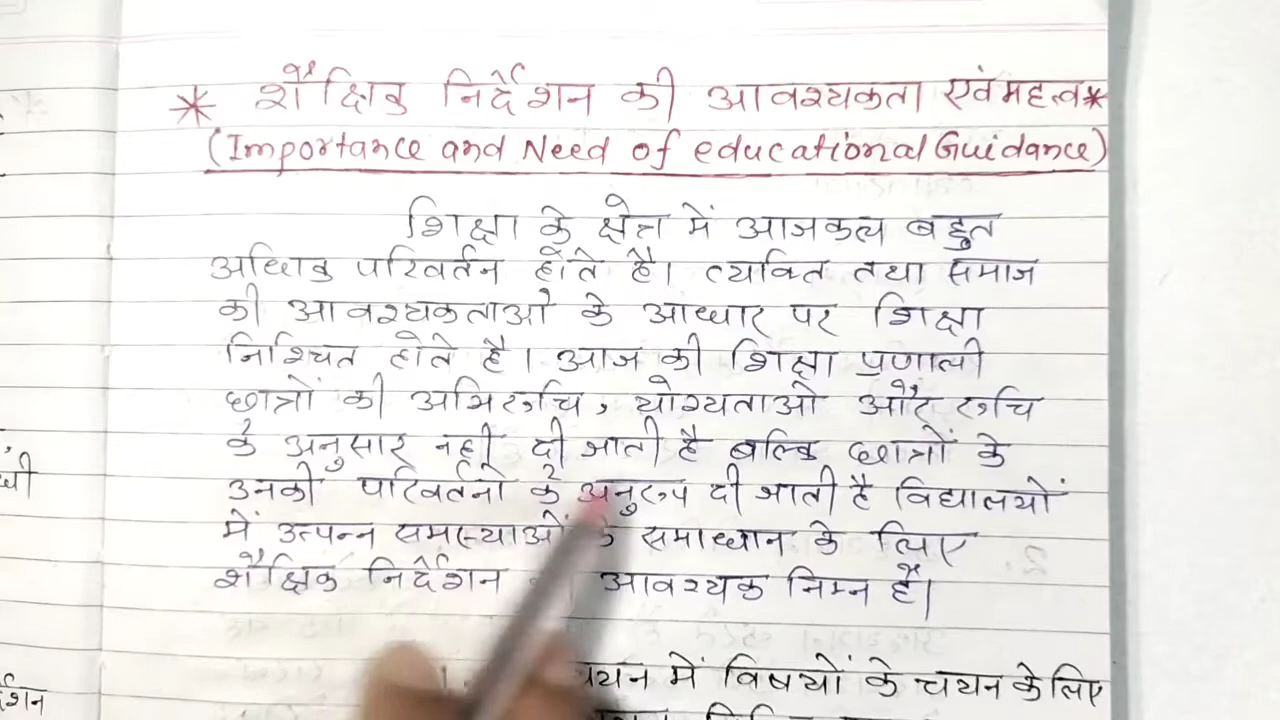 * शैक्षिक निर्देशन की आवश्यकता एवं महत्व *
(Importance and Need of educational Guidance)
शिक्षा के क्षेत्र में आजकल बहुत
अधिक परिवर्तन होते है। व्यक्ति तथा समाज
की आवश्यकताओ के आधार पर शिक्षा
निश्चित होते है। आज की शिक्षा प्रणाली
छात्रों की अभिरुचि, योग्यताओ और रुचि
के अनुसार नही दी जाती है बल्कि छात्रों के
उनकी परिवर्तनो के अनुरुप दी जाती है विद्यालयों
में उत्पन्न समस्याओं के समाधान के लिए
शैक्षिक निर्देशन आवश्यक निम्न हैं।
में विषयों के चयन के लिए
र्देशन